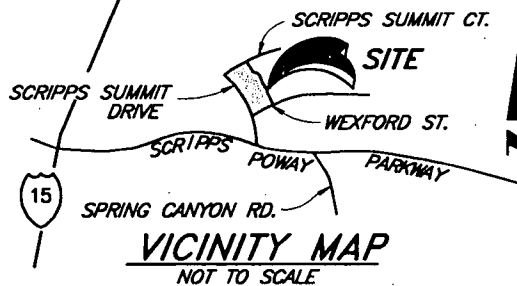 SCRIPPS SUMMIT CT.
SITE
SCRIPPS SUMMIT
DRIVE
WEXFORD ST.
SCRIPPS POWAY PARKWAY
15
SPRING CANYON RD.
VICINITY MAP
NOT TO SCALE